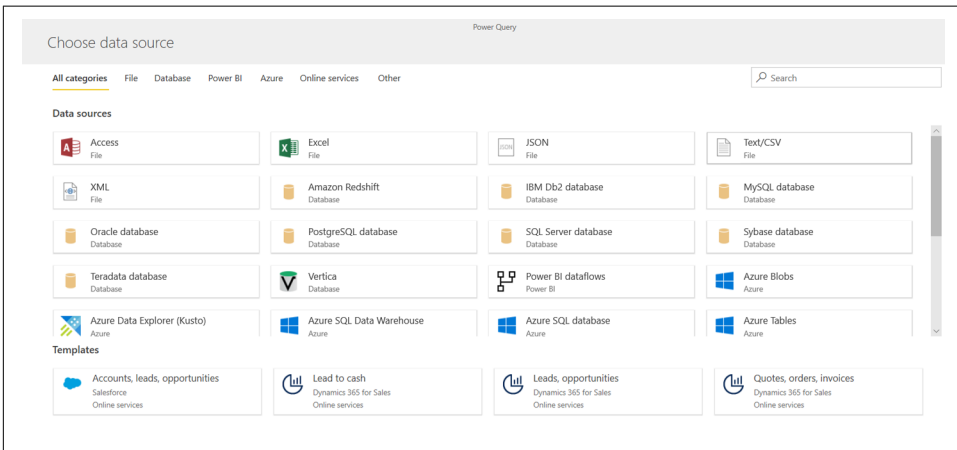 Power Query
Choose data source
All categories File Database Power BI Azure Online services Other
Search
Data sources
Access
File
Excel
File
JSON
JSON
File
Text/CSV
File
XML
File
Amazon Redshift
Database
IBM Db2 database
Database
MySQL database
Database
Oracle database
Database
PostgreSQL database
Database
SQL Server database
Database
Sybase database
Database
Teradata database
Database
Vertica
Database
Power BI dataflows
Power BI
Azure Blobs
Azure
Azure Data Explorer (Kusto)
Azure
Azure SQL Data Warehouse
Azure
Azure SQL database
Azure
Azure Tables
Azure
Templates
Accounts, leads, opportunities
Salesforce
Online services
Lead to cash
Dynamics 365 for Sales
Online services
Leads, opportunities
Dynamics 365 for Sales
Online services
Quotes, orders, invoices
Dynamics 365 for Sales
Online services